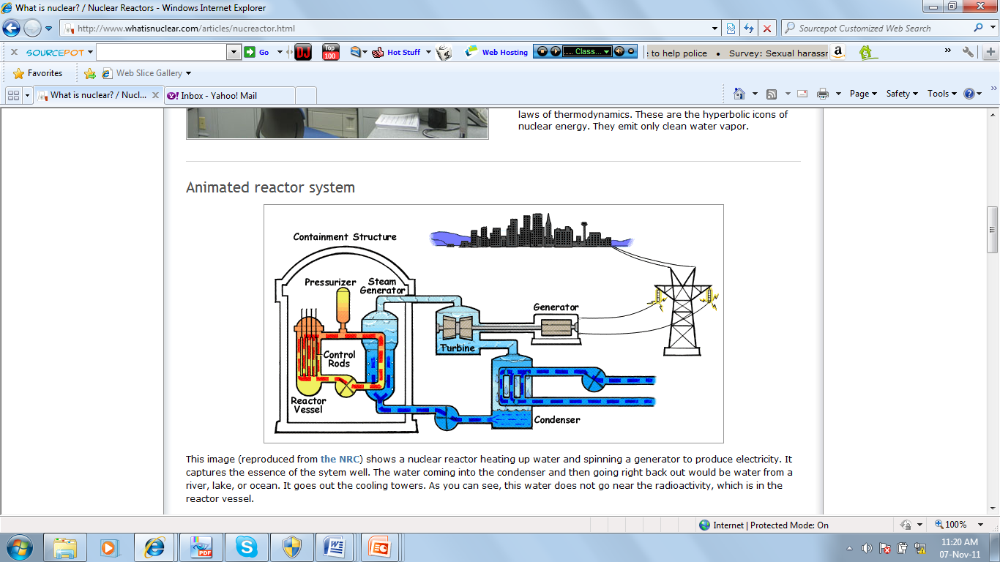 What is nuclear? / Nuclear Reactors - Windows Internet Explorer
http://www.whatisnuclear.com/articles/nucreactor.html
Sourcepot Customized Web Search
SOURCEPOT
Go
DJ
Top 100
Hot Stuff
Web Hosting
..... Class...
to help police • Survey: Sexual harassr
a
Favorites
Web Slice Gallery
What is nuclear? / Nucl...
Inbox - Yahoo! Mail
Page
Safety
Tools
laws of thermodynamics. These are the hyperbolic icons of
nuclear energy. They emit only clean water vapor.
Animated reactor system
Containment Structure
Pressurizer
Steam
Generator
Control
Rods
Reactor
Vessel
Turbine
Generator
Condenser
This image (reproduced from the NRC) shows a nuclear reactor heating up water and spinning a generator to produce electricity. It
captures the essence of the sytem well. The water coming into the condenser and then going right back out would be water from a
river, lake, or ocean. It goes out the cooling towers. As you can see, this water does not go near the radioactivity, which is in the
reactor vessel.
Internet | Protected Mode: On
100%
PDF
11:20 AM
07-Nov-11